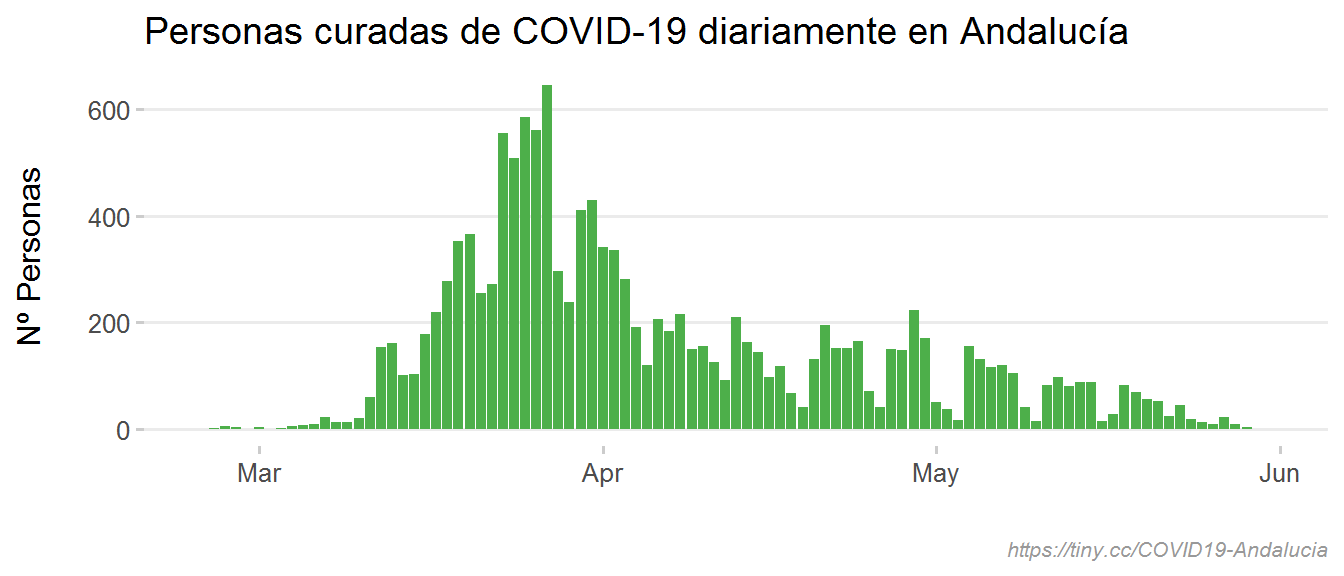 Personas curadas de COVID-19 diariamente en Andalucía
Nº Personas
600
400
200
0
Mar Apr May Jun
https://tiny.cc/COVID19-Andalucia